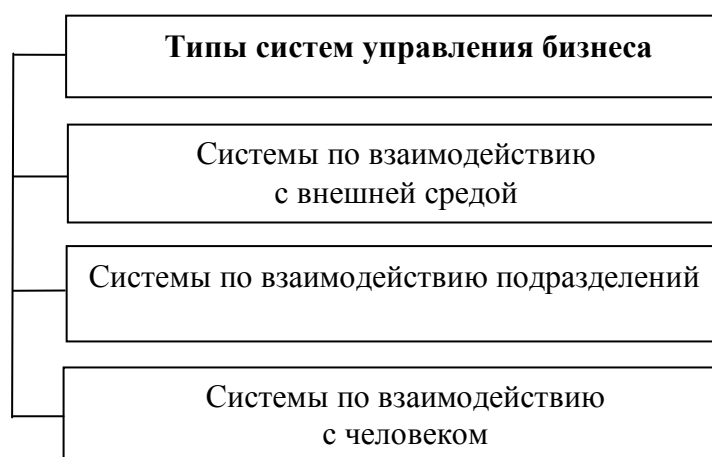 Типы систем управления бизнеса
Системы по взаимодействию
с внешней средой
Системы по взаимодействию подразделений
Системы по взаимодействию
с человеком